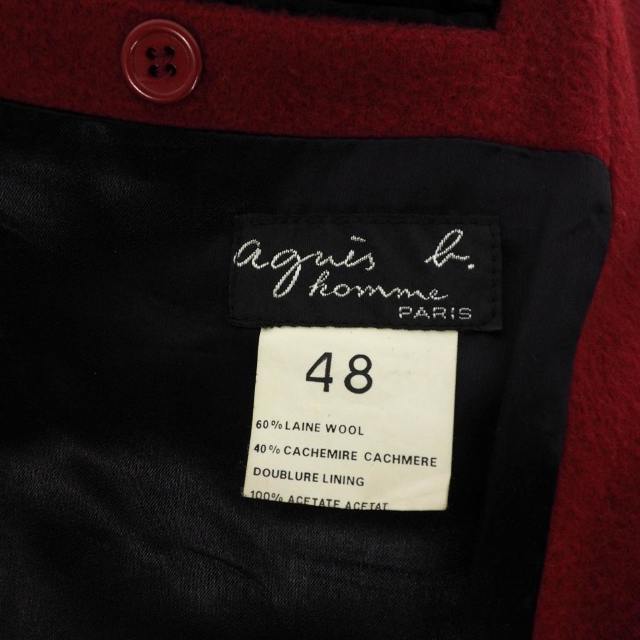 agnès b.
homme
PARIS
48
60% LAINE WOOL
40% CACHEMIRE CACHMERE
DOUBLURE LINING
100% ACETATE ACETAT